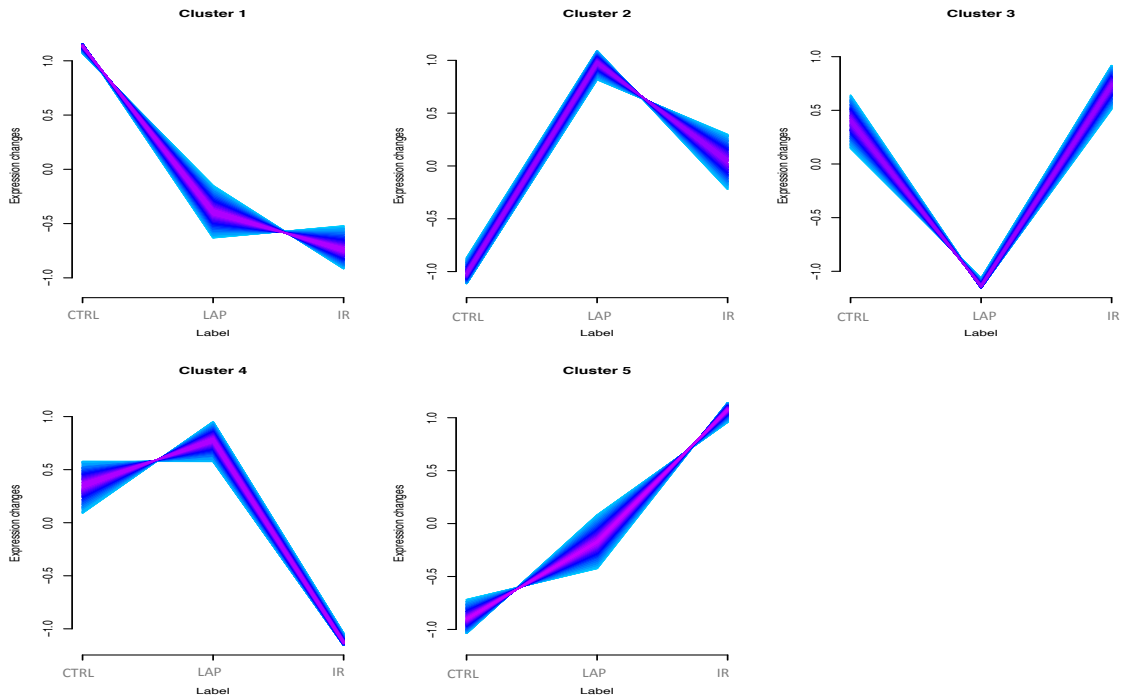 Cluster 1
Cluster 2
Cluster 3
Expression changes
1.0
0.5
0.0
-0.5
-1.0
CTRL LAP IR
Label
Expression changes
1.0
0.5
0.0
-0.5
-1.0
CTRL LAP IR
Label
Expression changes
1.0
0.5
0.0
-0.5
-1.0
CTRL LAP IR
Label
Cluster 4
Cluster 5
Expression changes
1.0
0.5
0.0
-0.5
-1.0
CTRL LAP IR
Label
Expression changes
1.0
0.5
0.0
-0.5
-1.0
CTRL LAP IR
Label